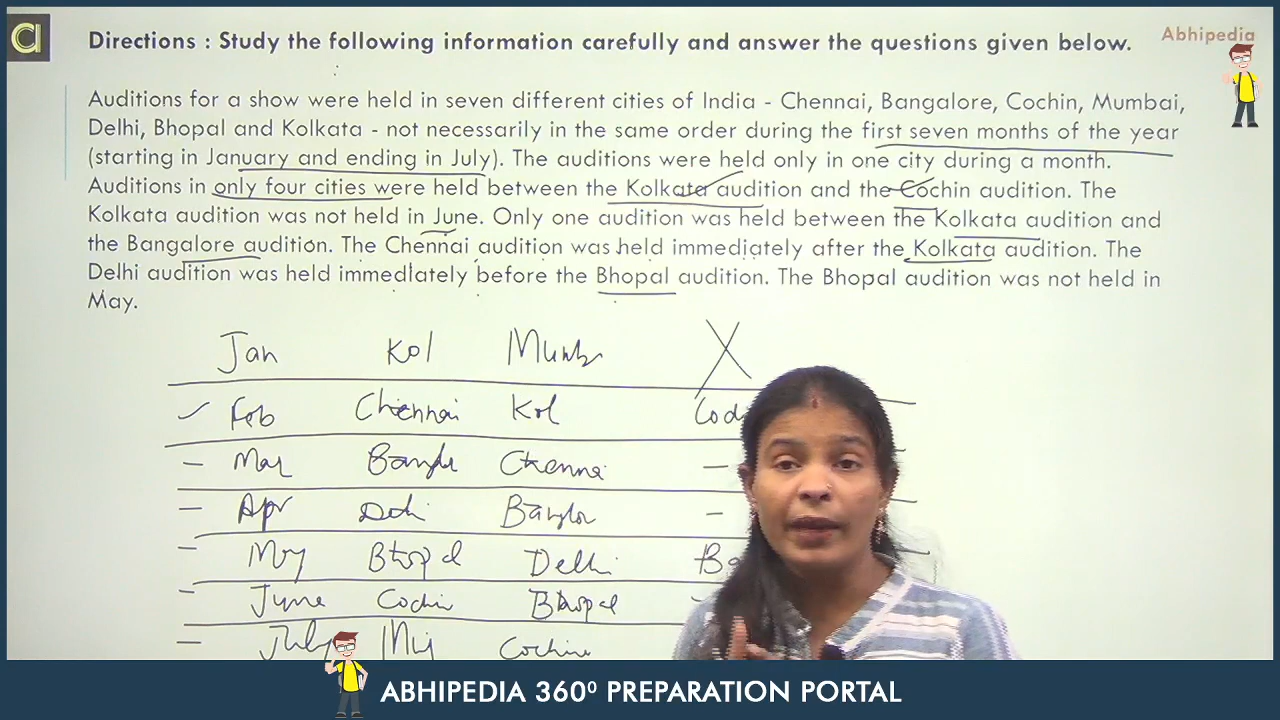 Directions : Study the following information carefully and answer the questions given below.
Abhipedia
Auditions for a show were held in seven different cities of India - Chennai, Bangalore, Cochin, Mumbai,
Delhi, Bhopal and Kolkata - not necessarily in the same order during the first seven months of the year
(starting in January and ending in July). The auditions were held only in one city during a month.
Auditions in only four cities were held between the Kolkata audition and the Cochin audition. The
Kolkata audition was not held in June. Only one audition was held between the Kolkata audition and
the Bangalore audition. The Chennai audition was held immediately after the Kolkata audition. The
Delhi audition was held immediately before the Bhopal audition. The Bhopal audition was not held in
May.
Jan Kol Mumb X
✓ Feb Chennai Kol Coch
- Mar Bangle Chennai -
- Apr Delhi Banglor -
- May Bhopal Delhi Ba
- June Cochin Bhopal -
- July Cochin
ABHIPEDIA 360⁰ PREPARATION PORTAL